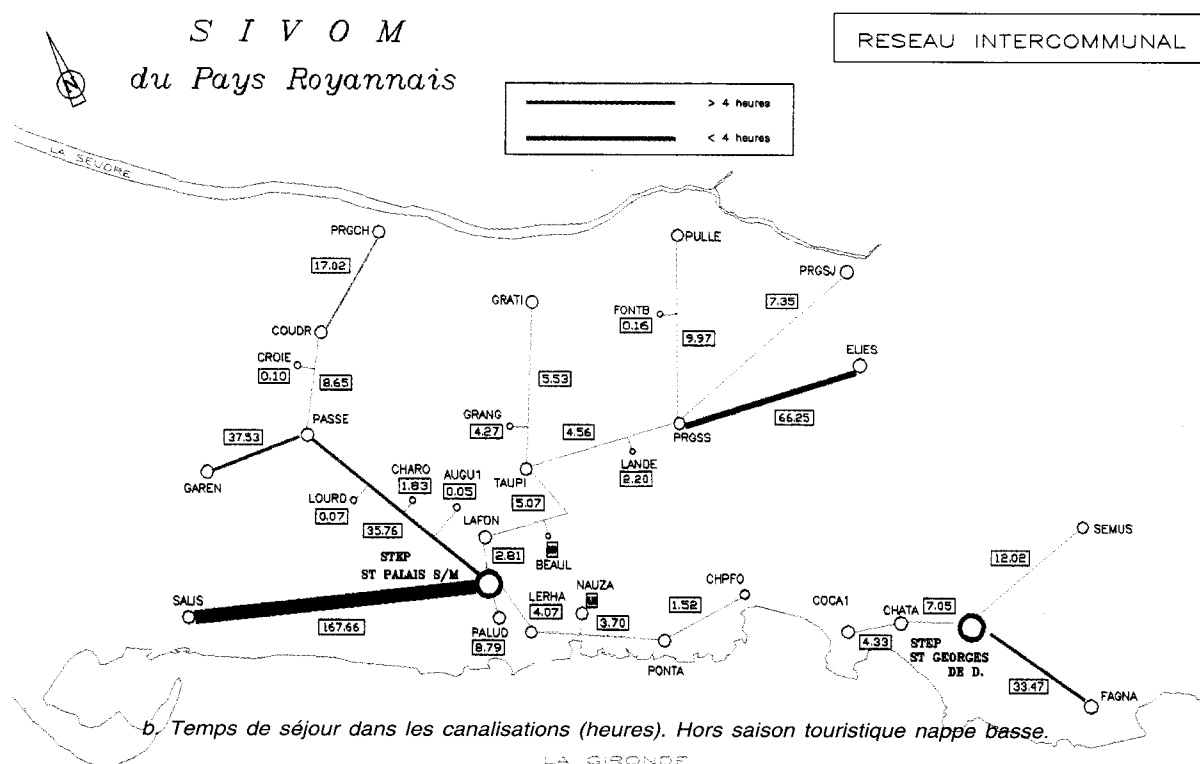 S I V O M
du Pays Royannais
RESEAU INTERCOMMUNAL
> 4 heures
< 4 heures
N
LA SEUDRE
PRGCH
17.02
COUDR
CROIE
0.10
8.65
PASSE
37.53
GAREN
LOURD
0.07
CHARO
1.83
AUGU1
0.05
35.76
GRATI
5.53
GRANG
4.27
TAUPI
5.07
4.56
LANDE
2.20
PULLE
FONTB
0.16
9.97
PRGSJ
7.35
ELIES
66.25
PRGSS
LAFON
2.81
BEAUL
STEP
ST PALAIS S/M
SALIS
167.66
PALUD
8.79
LERHA
4.07
NAUZA
3.70
PONTA
CHPFO
1.52
COCA1
4.33
CHATA
7.05
STEP
ST GEORGES
DE D.
SEMUS
12.02
33.47
FAGNA
b. Temps de séjour dans les canalisations (heures). Hors saison touristique nappe basse.
LA GIRONDE